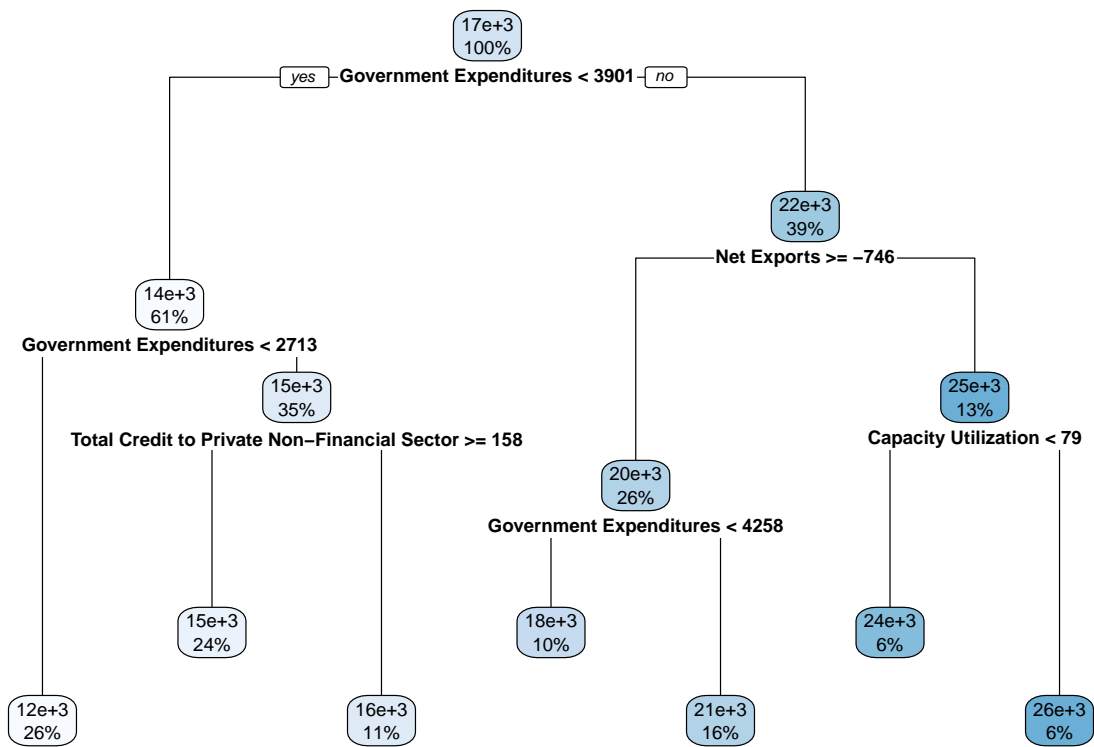 17e+3
100%
yes
Government Expenditures < 3901
no
22e+3
39%
Net Exports >= −746
14e+3
61%
Government Expenditures < 2713
15e+3
35%
25e+3
13%
Total Credit to Private Non−Financial Sector >= 158
Capacity Utilization < 79
20e+3
26%
Government Expenditures < 4258
15e+3
24%
18e+3
10%
24e+3
6%
12e+3
26%
16e+3
11%
21e+3
16%
26e+3
6%